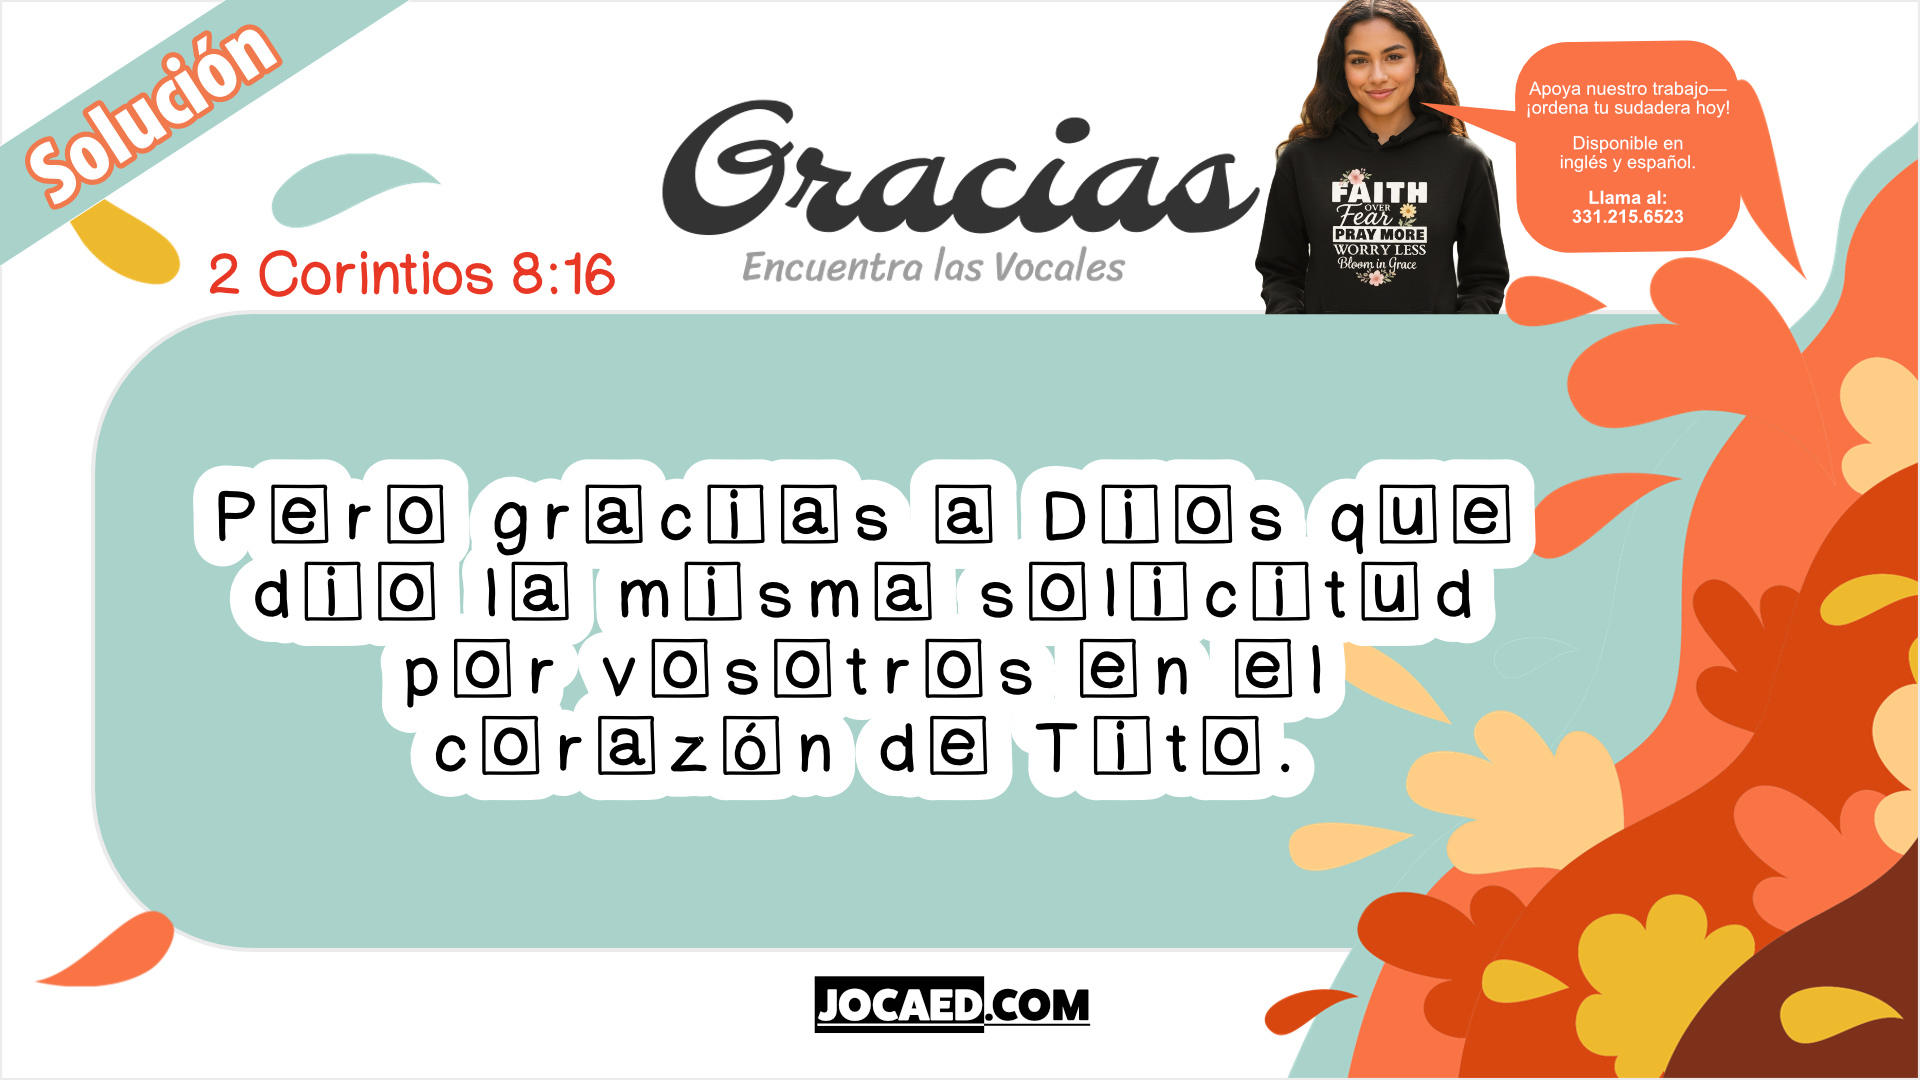 Solución
Gracias
Encuentra las Vocales
2 Corintios 8:16
Apoya nuestro trabajo—
¡ordena tu sudadera hoy!
Disponible en
inglés y español.
Llama al:
331.215.6523
FAITH
OVER
Fear
PRAY MORE
WORRY LESS
Bloom in Grace
Pero gracias a Dios que
dio la misma solicitud
por vosotros en el
corazón de Tito.
JOCAED.COM